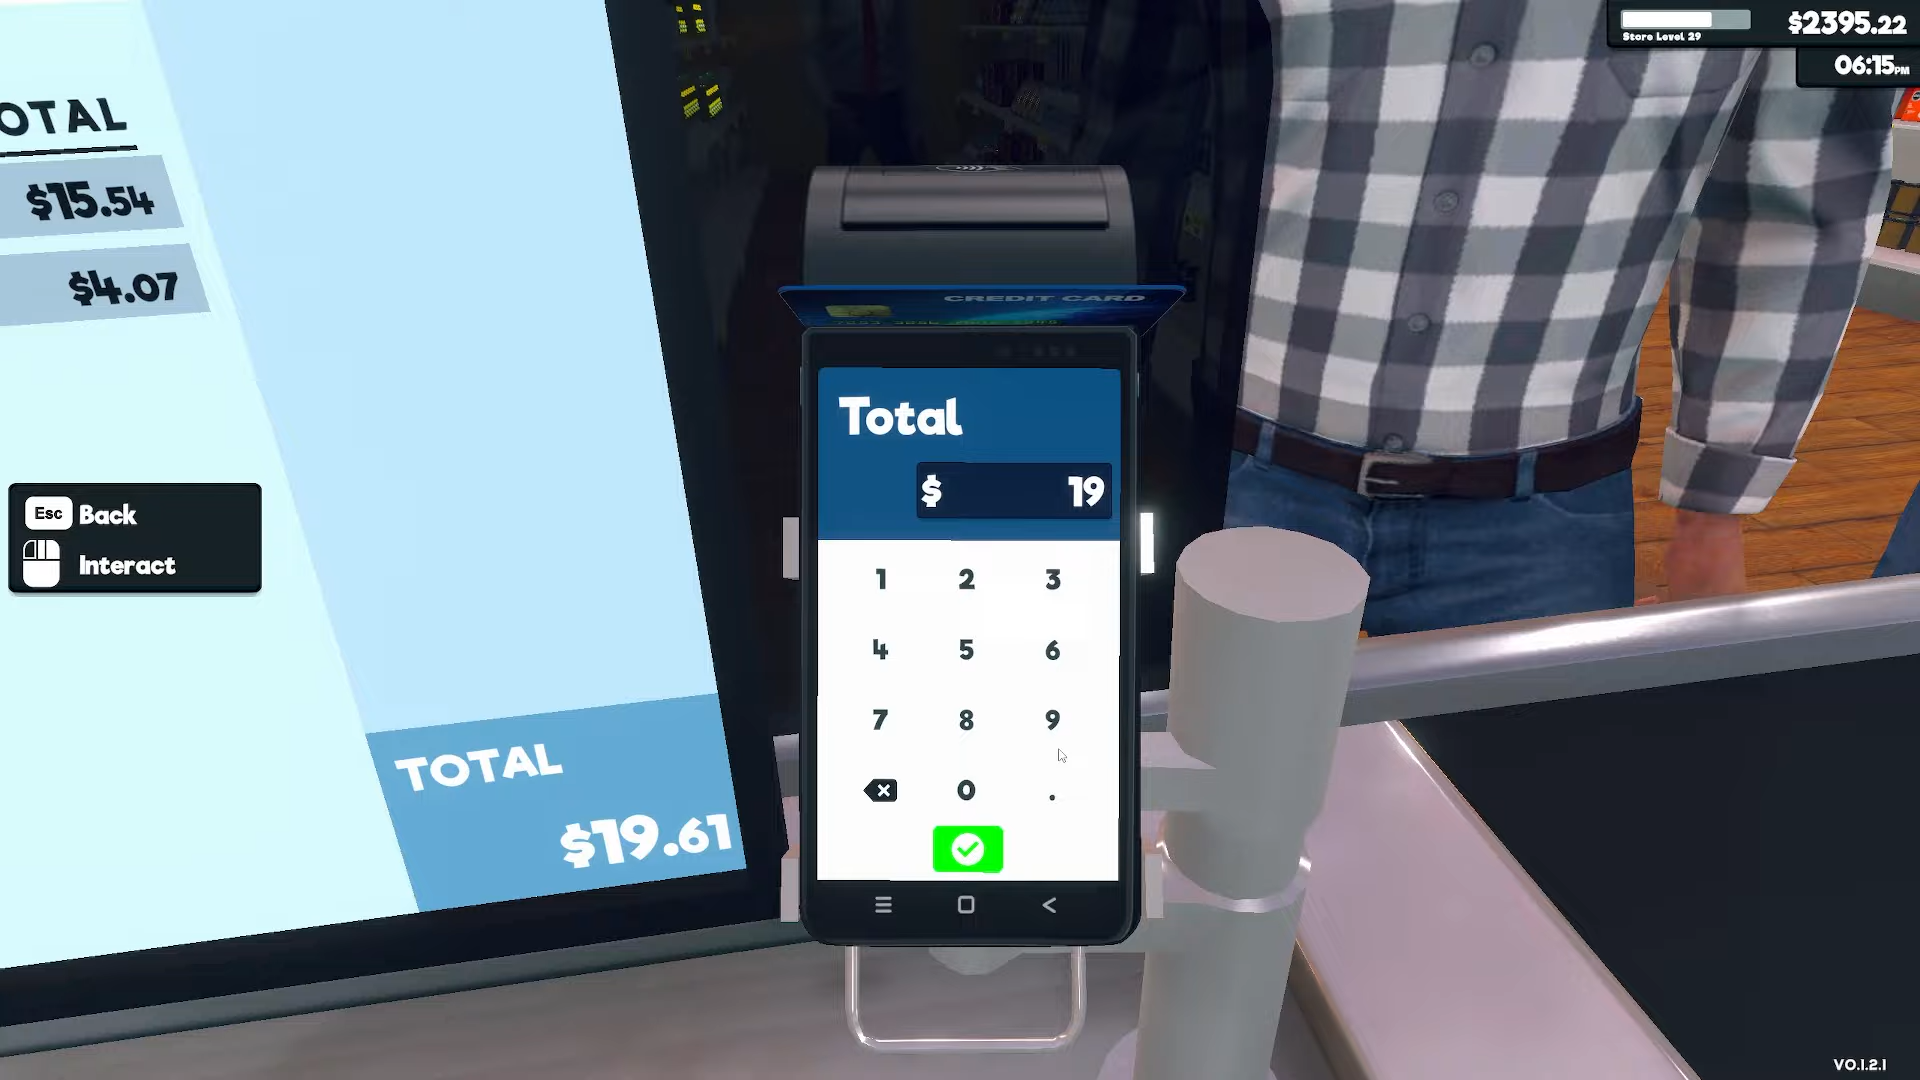 OTAL
$15.54
$4.07
TOTAL
$19.61
Esc Back
Interact
CREDIT CARD
Total
$ 19
1 2 3
4 5 6
7 8 9
0 .
Store Level 29
$2395.22
06:15PM
V0.1.2.1